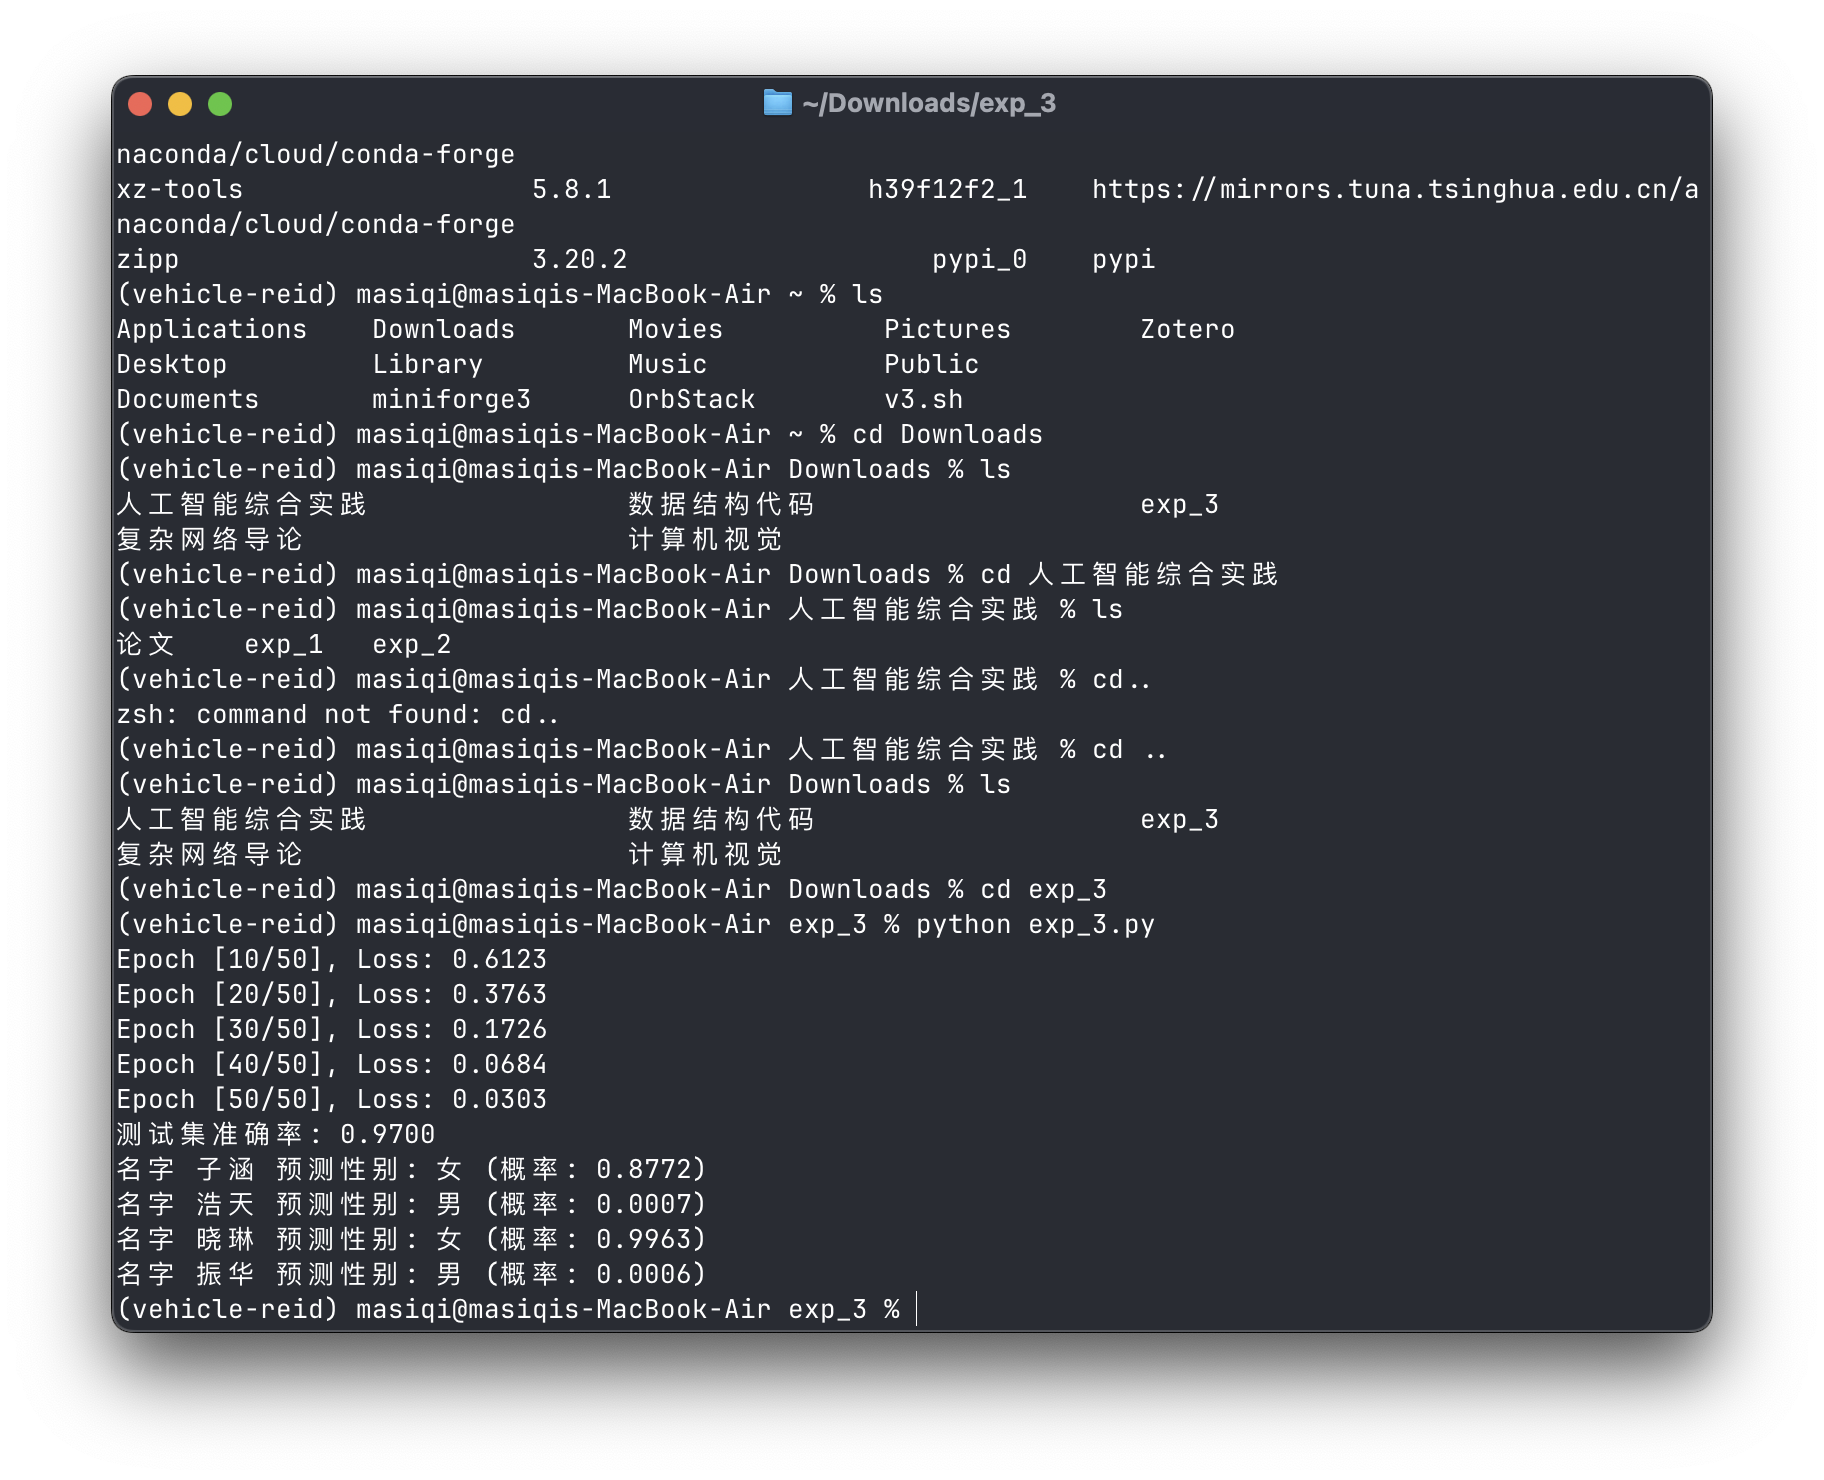 ~/Downloads/exp_3
naconda/cloud/conda-forge
xz-tools                  5.8.1                h39f12f2_1    https://mirrors.tuna.tsinghua.edu.cn/a
naconda/cloud/conda-forge
zipp                      3.20.2                   pypi_0    pypi
(vehicle-reid) masiqi@masiqis-MacBook-Air ~ % ls
Applications    Downloads       Movies          Pictures        Zotero
Desktop         Library         Music           Public
Documents       miniforge3      OrbStack        v3.sh
(vehicle-reid) masiqi@masiqis-MacBook-Air ~ % cd Downloads
(vehicle-reid) masiqi@masiqis-MacBook-Air Downloads % ls
人工智能综合实践                数据结构代码                    exp_3
复杂网络导论                    计算机视觉
(vehicle-reid) masiqi@masiqis-MacBook-Air Downloads % cd 人工智能综合实践
(vehicle-reid) masiqi@masiqis-MacBook-Air 人工智能综合实践 % ls
论文    exp_1   exp_2
(vehicle-reid) masiqi@masiqis-MacBook-Air 人工智能综合实践 % cd..
zsh: command not found: cd..
(vehicle-reid) masiqi@masiqis-MacBook-Air 人工智能综合实践 % cd ..
(vehicle-reid) masiqi@masiqis-MacBook-Air Downloads % ls
人工智能综合实践                数据结构代码                    exp_3
复杂网络导论                    计算机视觉
(vehicle-reid) masiqi@masiqis-MacBook-Air Downloads % cd exp_3
(vehicle-reid) masiqi@masiqis-MacBook-Air exp_3 % python exp_3.py
Epoch [10/50], Loss: 0.6123
Epoch [20/50], Loss: 0.3763
Epoch [30/50], Loss: 0.1726
Epoch [40/50], Loss: 0.0684
Epoch [50/50], Loss: 0.0303
测试集准确率: 0.9700
名字 子涵 预测性别: 女 (概率: 0.8772)
名字 浩天 预测性别: 男 (概率: 0.0007)
名字 晓琳 预测性别: 女 (概率: 0.9963)
名字 振华 预测性别: 男 (概率: 0.0006)
(vehicle-reid) masiqi@masiqis-MacBook-Air exp_3 %